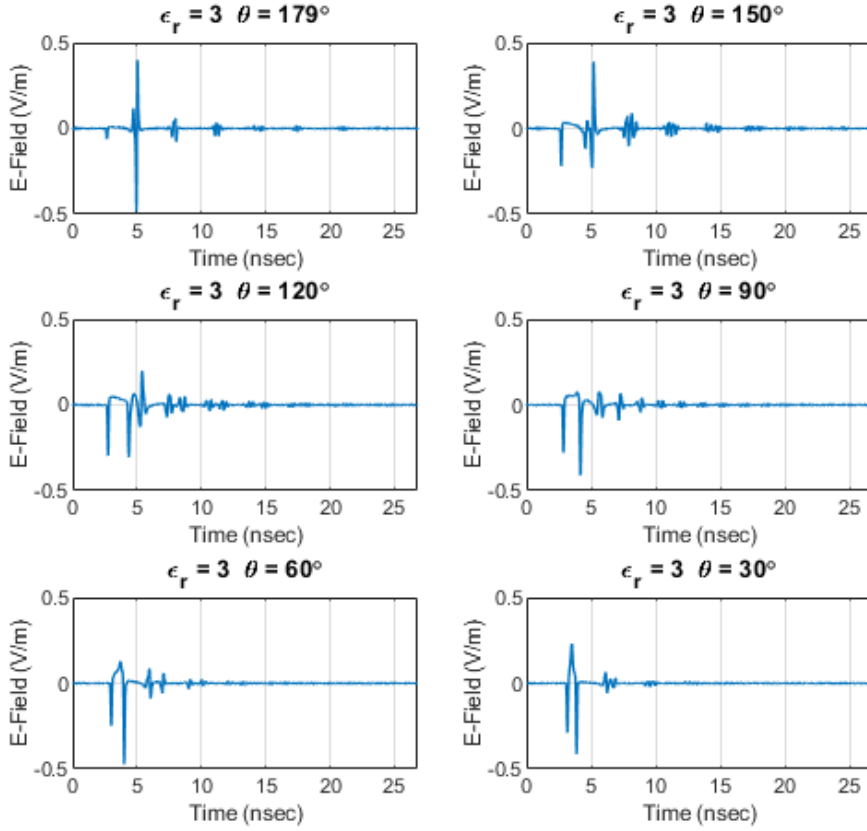 ϵr = 3 θ = 179°
0.5
0
-0.5
E-Field (V/m)
0 5 10 15 20 25
Time (nsec)
ϵr = 3 θ = 150°
0.5
0
-0.5
E-Field (V/m)
0 5 10 15 20 25
Time (nsec)
ϵr = 3 θ = 120°
0.5
0
-0.5
E-Field (V/m)
0 5 10 15 20 25
Time (nsec)
ϵr = 3 θ = 90°
0.5
0
-0.5
E-Field (V/m)
0 5 10 15 20 25
Time (nsec)
ϵr = 3 θ = 60°
0.5
0
-0.5
E-Field (V/m)
0 5 10 15 20 25
Time (nsec)
ϵr = 3 θ = 30°
0.5
0
-0.5
E-Field (V/m)
0 5 10 15 20 25
Time (nsec)